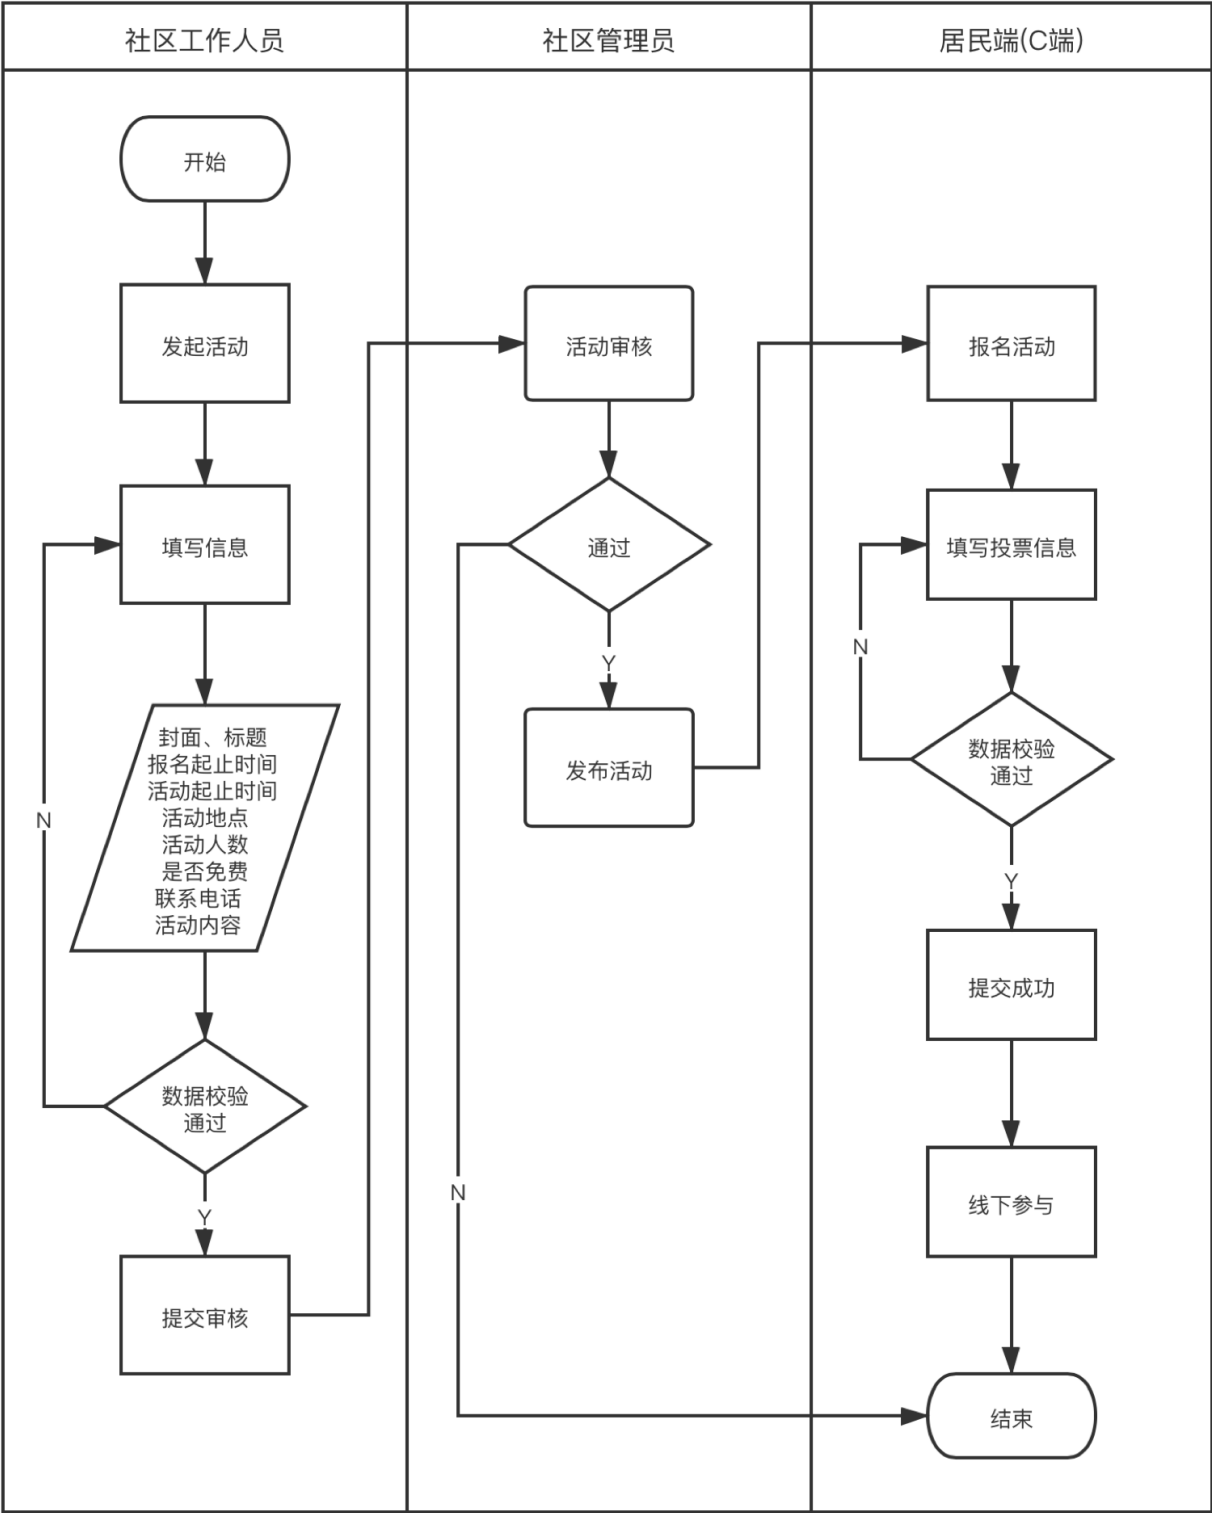 社区工作人员
社区管理员
居民端(C端)
开始
发起活动
填写信息
封面、标题
报名起止时间
活动起止时间
活动地点
活动人数
是否免费
联系电话
活动内容
N
数据校验
通过
Y
提交审核
活动审核
通过
Y
发布活动
N
报名活动
填写投票信息
N
数据校验
通过
Y
提交成功
线下参与
结束